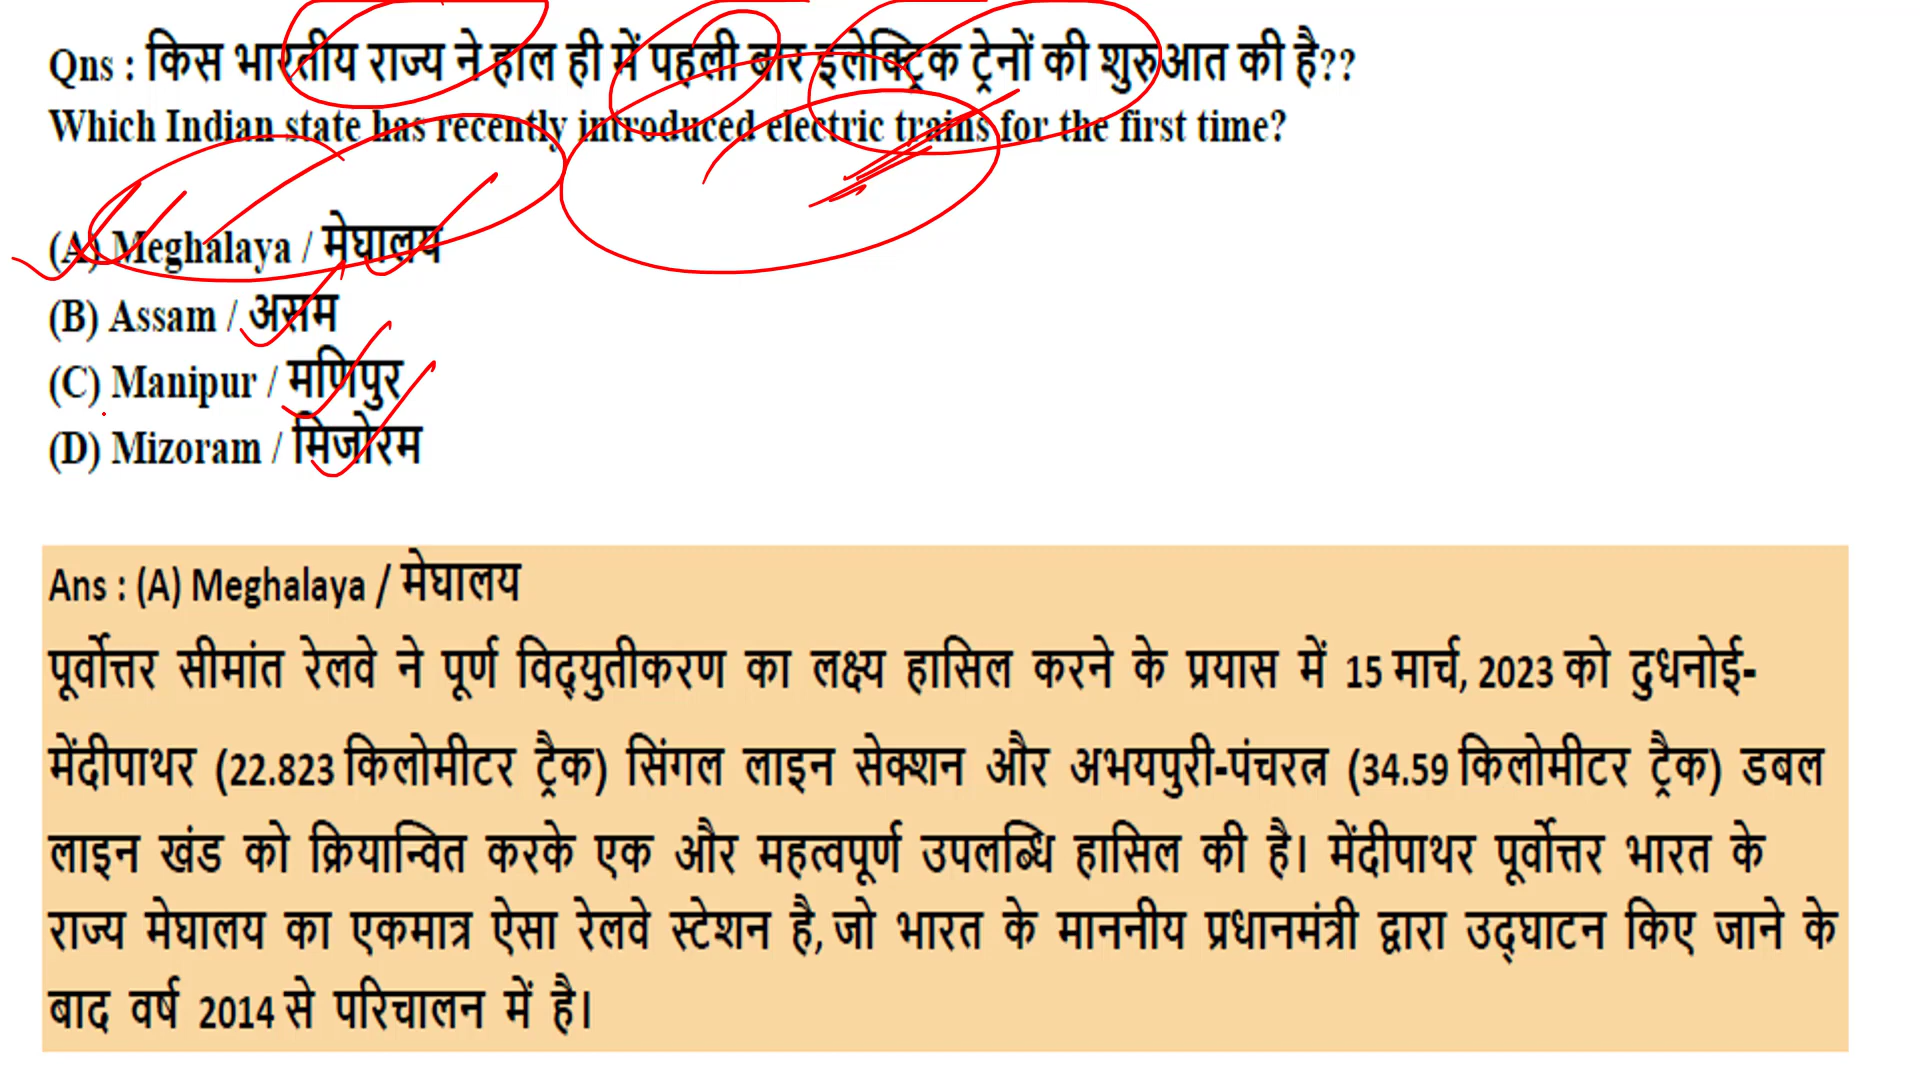 Qns : किस भारतीय राज्य ने हाल ही में पहली बार इलेक्ट्रिक ट्रेनों की शुरुआत की है??
Which Indian state has recently introduced electric trains for the first time?
(A) Meghalaya / मेघालय
(B) Assam / असम
(C) Manipur / मणिपुर
(D) Mizoram / मिजोरम
Ans : (A) Meghalaya / मेघालय
पूर्वोत्तर सीमांत रेलवे ने पूर्ण विद्युतीकरण का लक्ष्य हासिल करने के प्रयास में 15 मार्च, 2023 को दुधनोई-
मेंदीपाथर (22.823 किलोमीटर ट्रैक) सिंगल लाइन सेक्शन और अभयपुरी-पंचरत्न (34.59 किलोमीटर ट्रैक) डबल
लाइन खंड को क्रियान्वित करके एक और महत्वपूर्ण उपलब्धि हासिल की है। मेंदीपाथर पूर्वोत्तर भारत के
राज्य मेघालय का एकमात्र ऐसा रेलवे स्टेशन है, जो भारत के माननीय प्रधानमंत्री द्वारा उद्घाटन किए जाने के
बाद वर्ष 2014 से परिचालन में है।